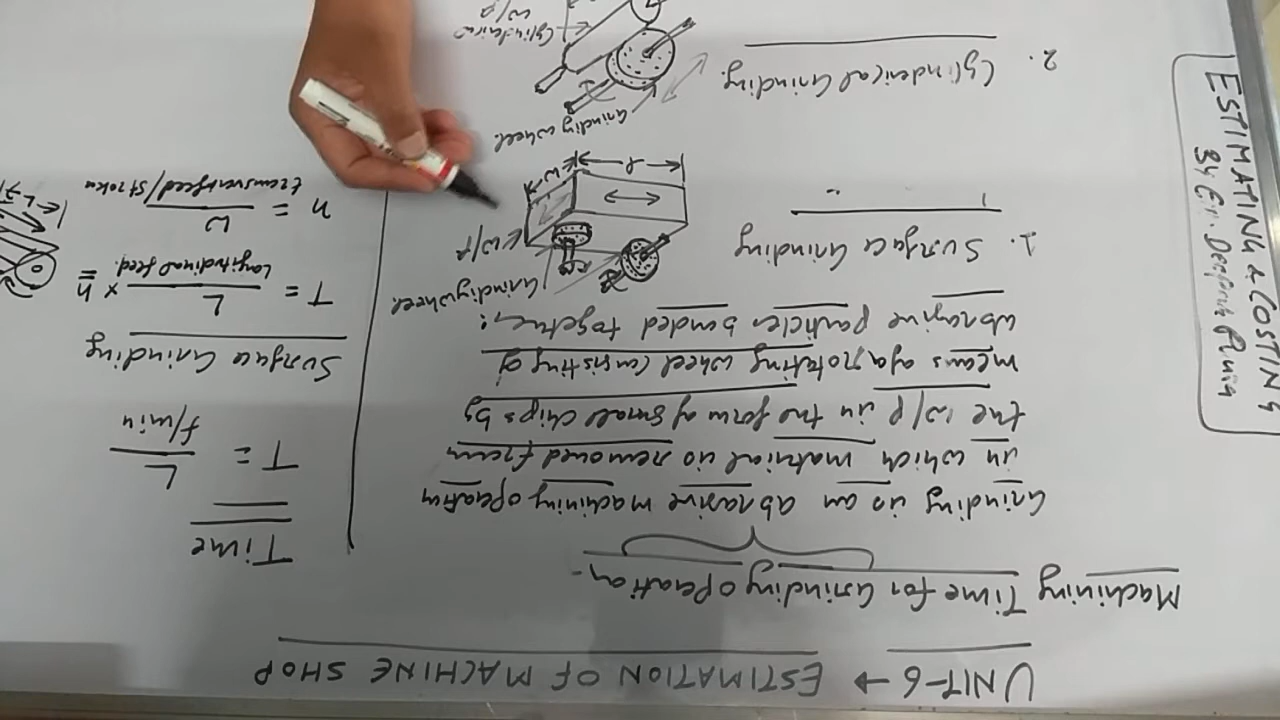 UNIT-6 → ESTIMATION OF MACHINE SHOP
Machining Time for Grinding operation-
Grinding is an abrasive machining operation
in which matrial is removed from
the w/p in the form of small chips by
means of a rotating wheel consisting of
abrasive particles bonded together:
1. Surface Grinding
Grinding wheel
w/p
w
l
2. Cylinderical Grinding.
Grinding wheel
Cylinderical
w/p
Time
T = L
f/min
Surface Grinding
T = L × n
Longitudinal feed.
n = w
transverse feed/stroke
L
ESTIMATING & COSTING
By Er.